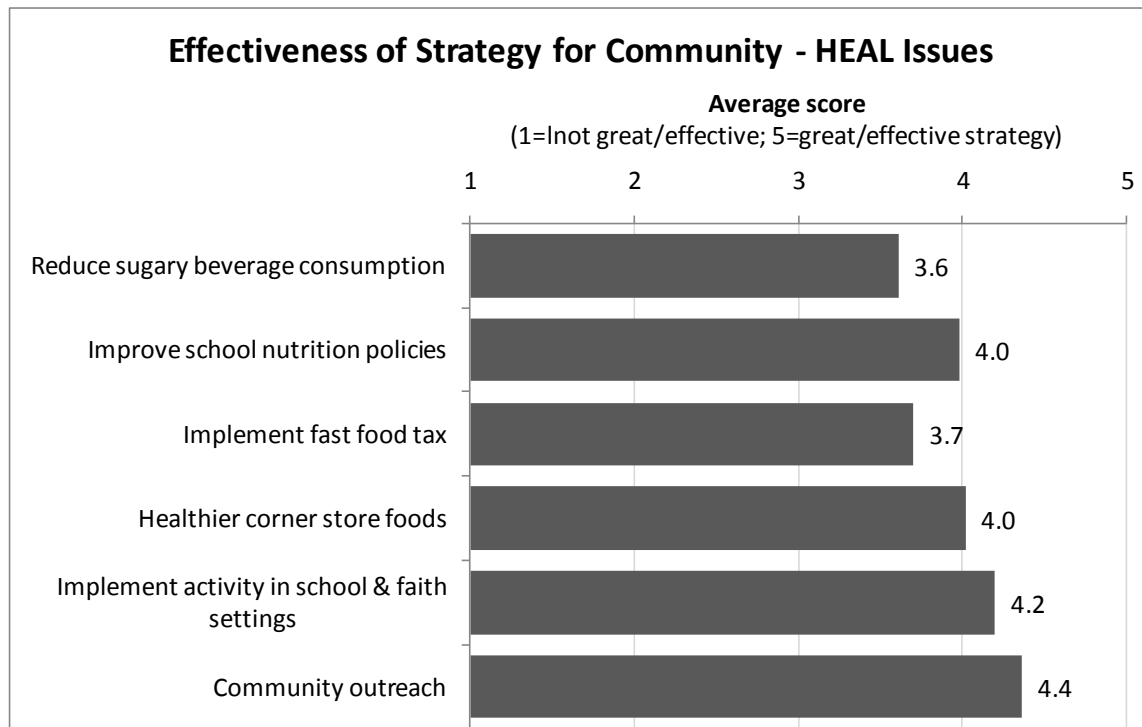 Effectiveness of Strategy for Community - HEAL Issues
Average score
(1=lnot great/effective; 5=great/effective strategy)
1 2 3 4 5
Reduce sugary beverage consumption 3.6
Improve school nutrition policies 4.0
Implement fast food tax 3.7
Healthier corner store foods 4.0
Implement activity in school & faith
settings 4.2
Community outreach 4.4